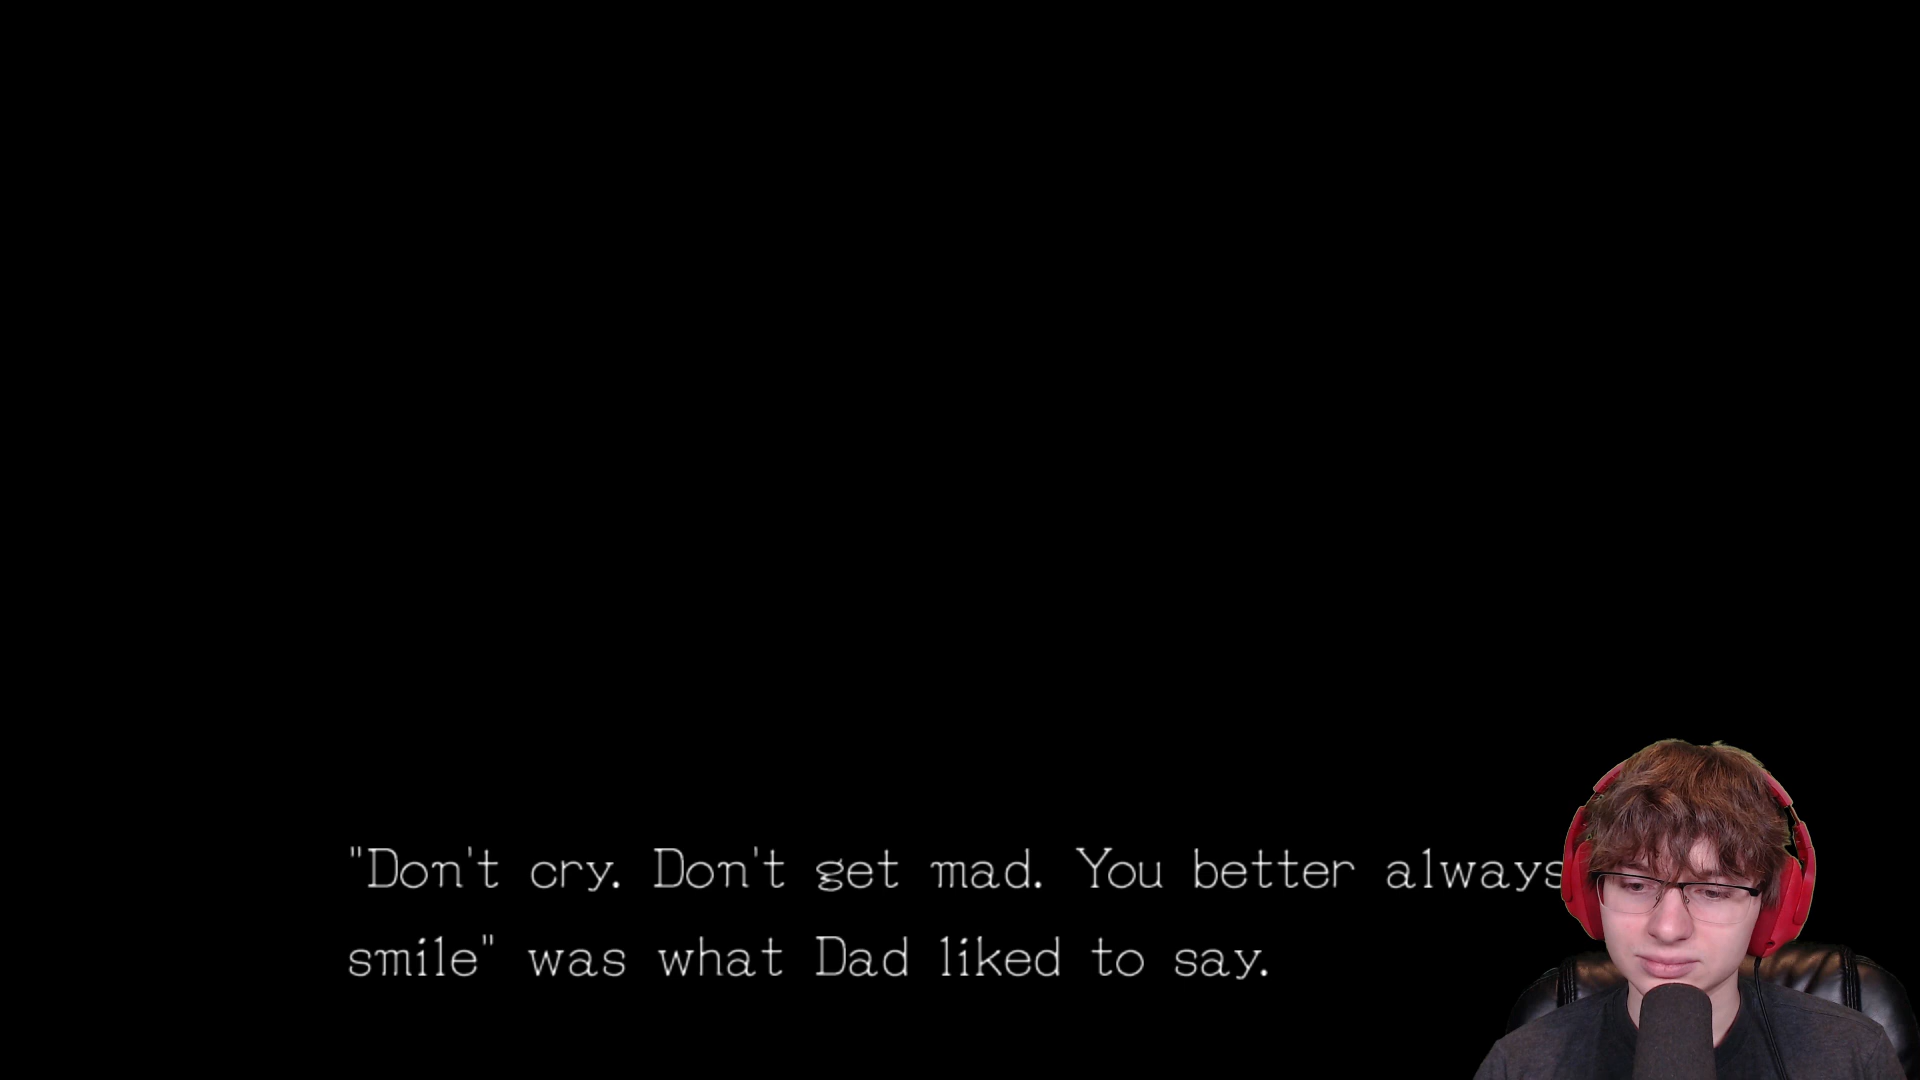 "Don't cry. Don't get mad. You better always
smile" was what Dad liked to say.